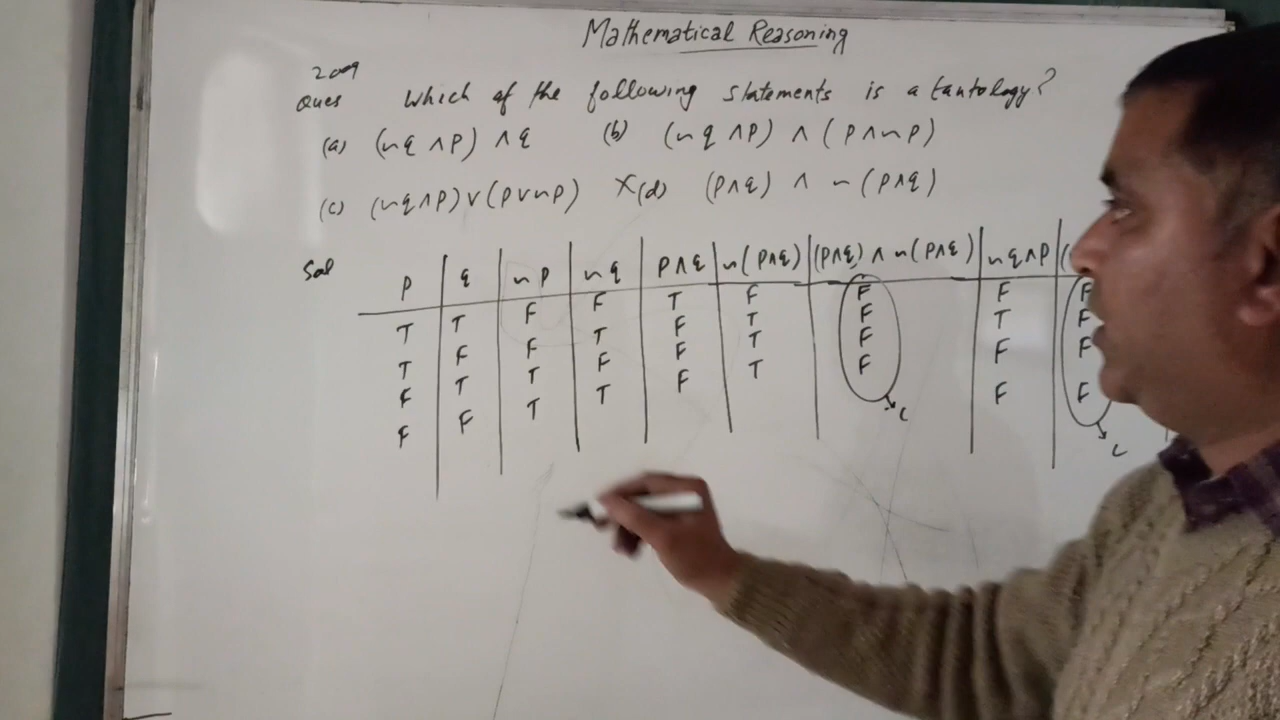 Mathematical Reasoning
2009
Ques Which of the following statements is a tautology?
(a) (~q ∧ p) ∧ q (b) (~q ∧ p) ∧ (p ∧ ~p)
(c) (~q ∧ p) ∨ (p ∨ ~p) X(d) (p ∧ q) ∧ ~(p ∧ q)
Sol p q ~p ~q p∧q ~(p∧q) (p∧q) ∧ ~(p∧q) ~q∧p (
T T F F T F F F F
T F F T F T F T F
F T T F F T F F F
F F T T F T F F F
C
C